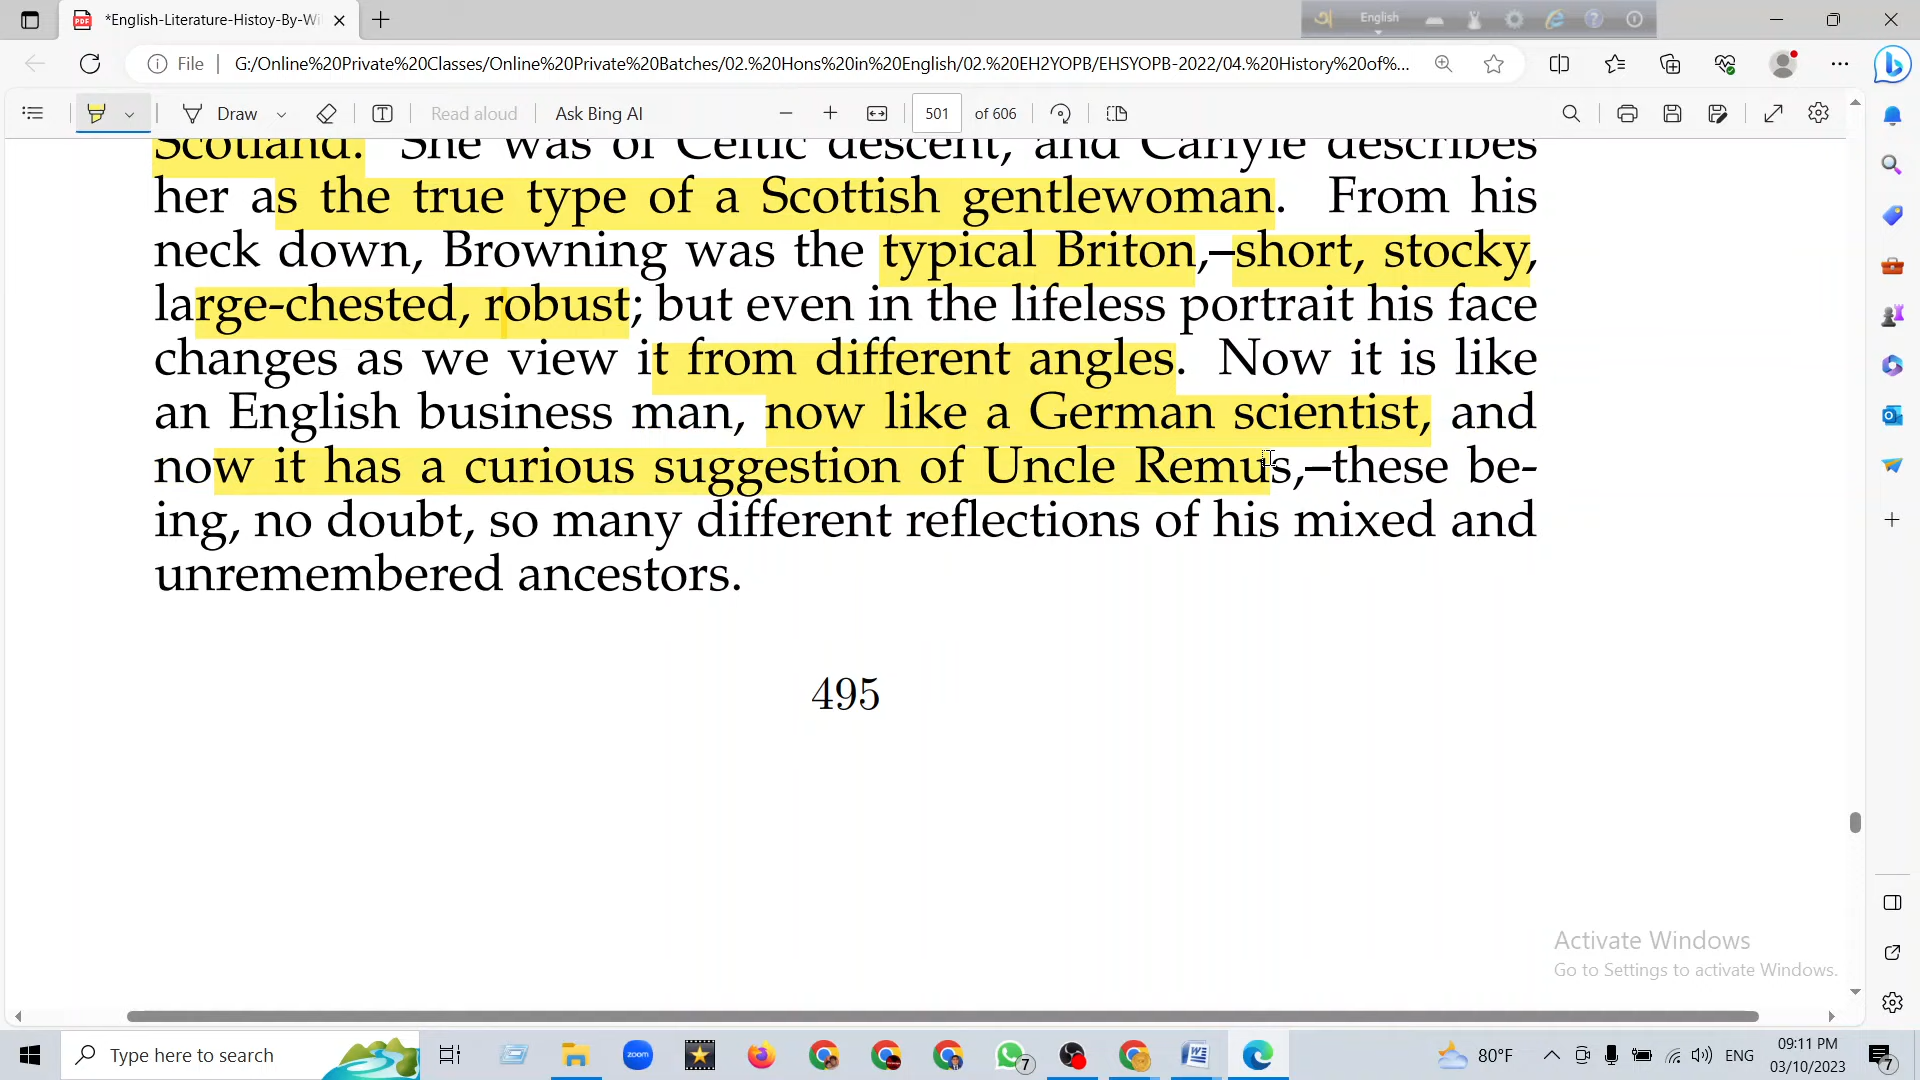 *English-Literature-Histoy-By-Wi
English
File
G:/Online%20Private%20Classes/Online%20Private%20Batches/02.%20Hons%20in%20English/02.%20EH2YOPB/EHSYOPB-2022/04.%20History%20of%...
Draw
Read aloud
Ask Bing AI
501 of 606
Scotland. She was of Celtic descent, and Carlyle describes
her as the true type of a Scottish gentlewoman. From his
neck down, Browning was the typical Briton,–short, stocky,
large-chested, robust; but even in the lifeless portrait his face
changes as we view it from different angles. Now it is like
an English business man, now like a German scientist, and
now it has a curious suggestion of Uncle Remus,–these be-
ing, no doubt, so many different reflections of his mixed and
unremembered ancestors.
495
Activate Windows
Go to Settings to activate Windows.
Type here to search
zoom
7
80°F
ENG
09:11 PM
03/10/2023
7